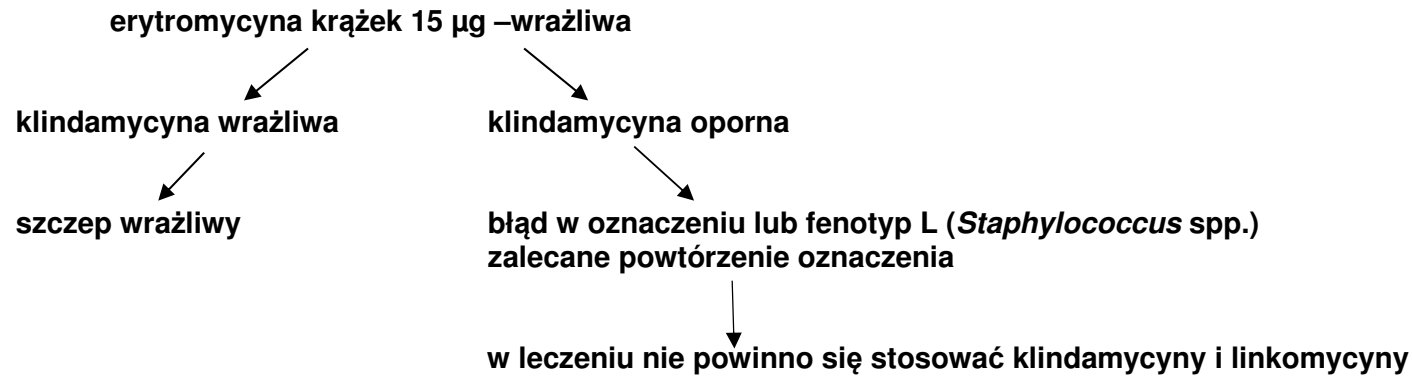 erytromycyna krążek 15 µg –wrażliwa
klindamycyna wrażliwa
klindamycyna oporna
szczep wrażliwy
błąd w oznaczeniu lub fenotyp L (Staphylococcus spp.)
zalecane powtórzenie oznaczenia
w leczeniu nie powinno się stosować klindamycyny i linkomycyny